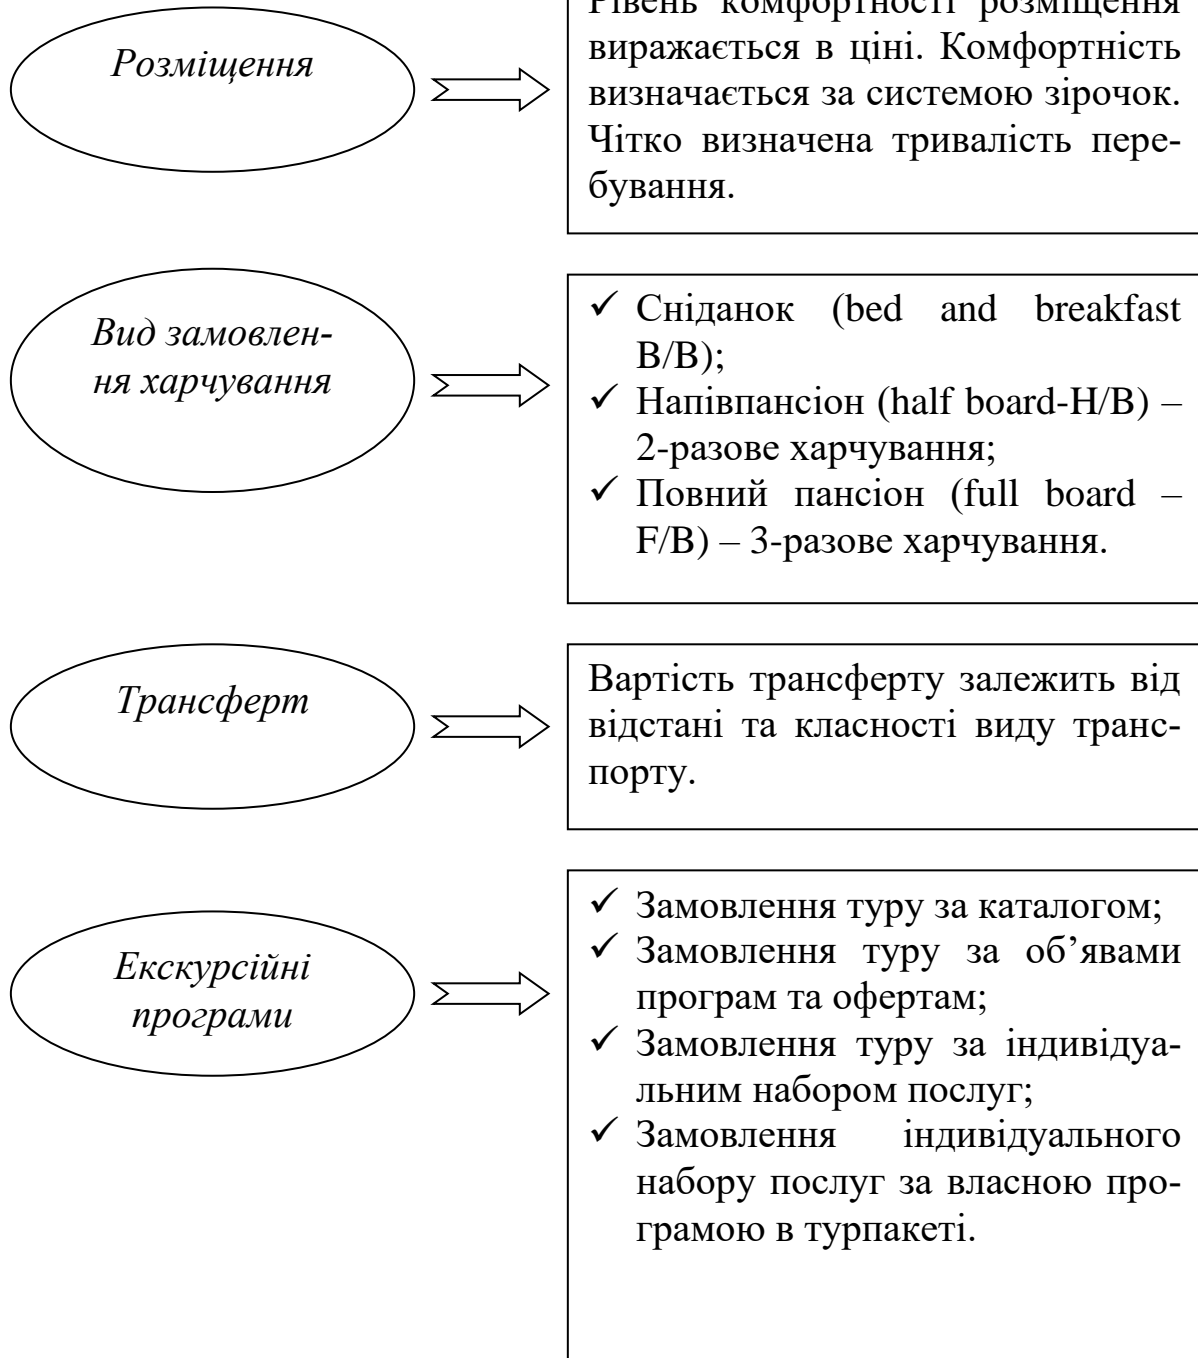 Розміщення
Рівень комфортності розміщення
виражається в ціні. Комфортність
визначається за системою зірочок.
Чітко визначена тривалість пере-
бування.
Вид замовлен-
ня харчування
✓ Сніданок (bed and breakfast
B/B);
✓ Напівпансіон (half board-H/B) –
2-разове харчування;
✓ Повний пансіон (full board –
F/B) – 3-разове харчування.
Трансферт
Вартість трансферту залежить від
відстані та класності виду транс-
порту.
Екскурсійні
програми
✓ Замовлення туру за каталогом;
✓ Замовлення туру за об’явами
програм та офертам;
✓ Замовлення туру за індивідуа-
льним набором послуг;
✓ Замовлення індивідуального
набору послуг за власною про-
грамою в турпакеті.